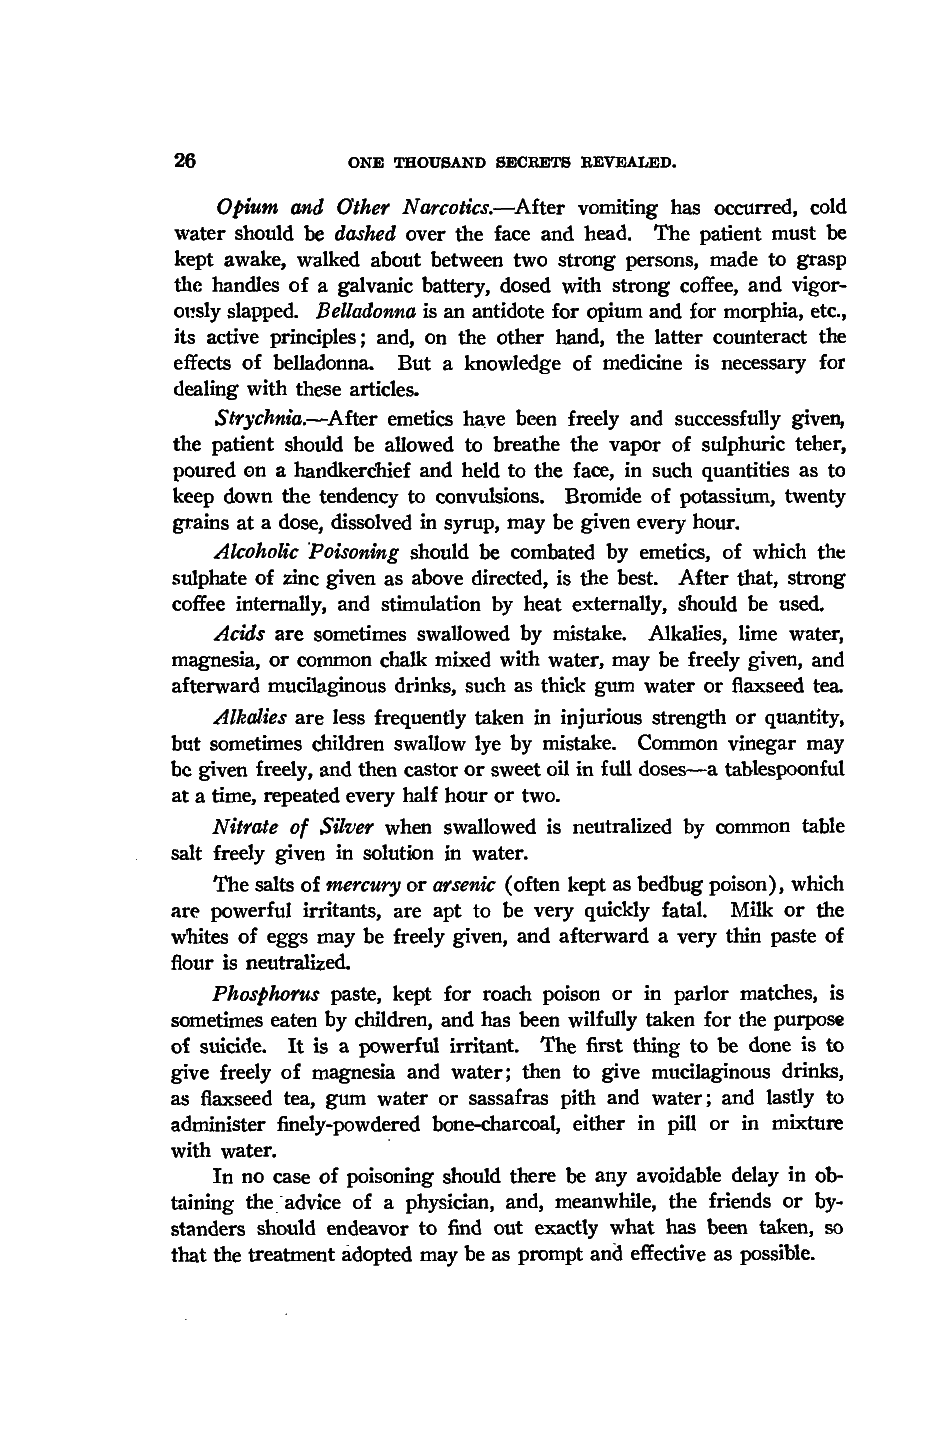 26 ONE THOUSAND SECRETS REVEALED.
Opium and Other Narcotics.—After vomiting has occurred, cold
water should be dashed over the face and head. The patient must be
kept awake, walked about between two strong persons, made to grasp
the handles of a galvanic battery, dosed with strong coffee, and vigor-
ously slapped. Belladonna is an antidote for opium and for morphia, etc.,
its active principles; and, on the other hand, the latter counteract the
effects of belladonna. But a knowledge of medicine is necessary for
dealing with these articles.
Strychnia.—After emetics have been freely and successfully given,
the patient should be allowed to breathe the vapor of sulphuric teher,
poured on a handkerchief and held to the face, in such quantities as to
keep down the tendency to convulsions. Bromide of potassium, twenty
grains at a dose, dissolved in syrup, may be given every hour.
Alcoholic Poisoning should be combated by emetics, of which the
sulphate of zinc given as above directed, is the best. After that, strong
coffee internally, and stimulation by heat externally, should be used.
Acids are sometimes swallowed by mistake. Alkalies, lime water,
magnesia, or common chalk mixed with water, may be freely given, and
afterward mucilaginous drinks, such as thick gum water or flaxseed tea.
Alkalies are less frequently taken in injurious strength or quantity,
but sometimes children swallow lye by mistake. Common vinegar may
be given freely, and then castor or sweet oil in full doses—a tablespoonful
at a time, repeated every half hour or two.
Nitrate of Silver when swallowed is neutralized by common table
salt freely given in solution in water.
The salts of mercury or arsenic (often kept as bedbug poison), which
are powerful irritants, are apt to be very quickly fatal. Milk or the
whites of eggs may be freely given, and afterward a very thin paste of
flour is neutralized.
Phosphorus paste, kept for roach poison or in parlor matches, is
sometimes eaten by children, and has been wilfully taken for the purpose
of suicide. It is a powerful irritant. The first thing to be done is to
give freely of magnesia and water; then to give mucilaginous drinks,
as flaxseed tea, gum water or sassafras pith and water; and lastly to
administer finely-powdered bone-charcoal, either in pill or in mixture
with water.
In no case of poisoning should there be any avoidable delay in ob-
taining the advice of a physician, and, meanwhile, the friends or by-
standers should endeavor to find out exactly what has been taken, so
that the treatment adopted may be as prompt and effective as possible.